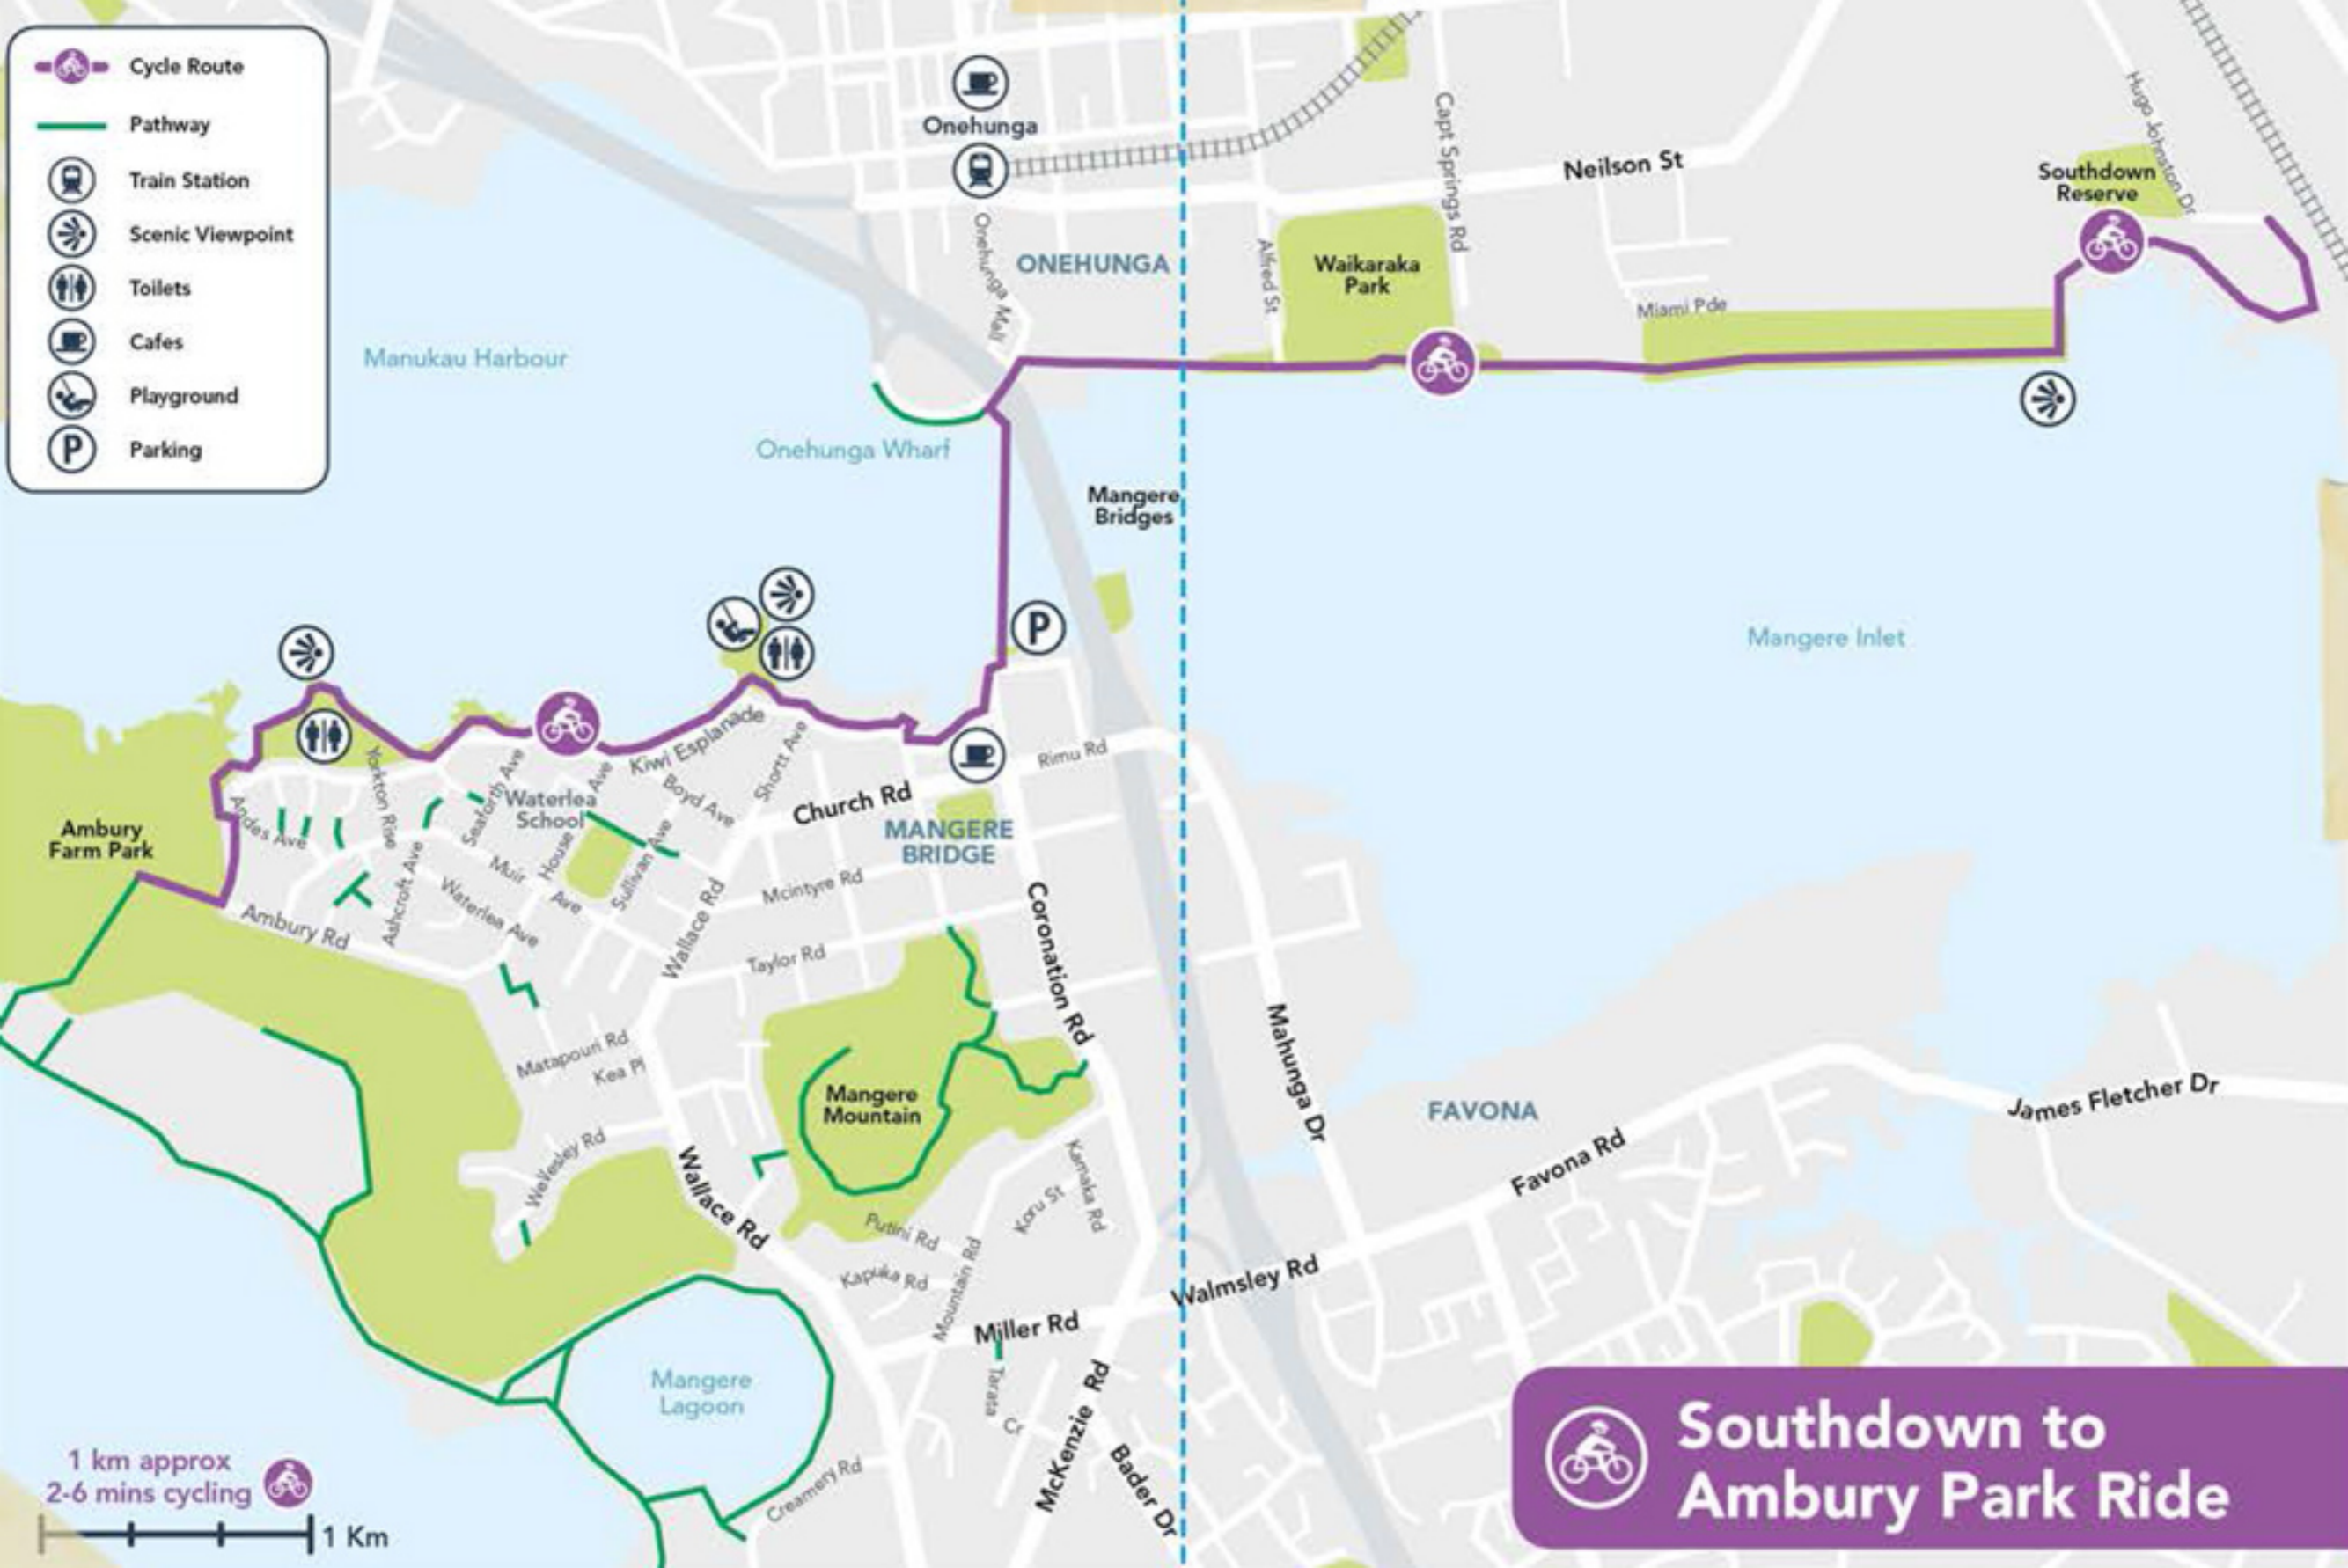 Cycle Route
Pathway
Train Station
Scenic Viewpoint
Toilets
Cafes
Playground
P
Parking
Onehunga
Onehunga Mall
ONEHUNGA
Alfred St
Capt Springs Rd
Neilson St
Waikaraka
Park
Miami Pde
Southdown
Reserve
Hugo Johnston Dr
Manukau Harbour
Onehunga Wharf
Mangere
Bridges
P
Mangere Inlet
Kiwi Esplanade
Shortt Ave
Boyd Ave
Church Rd
Rimu Rd
MANGERE
BRIDGE
Yorkton Rise
Seaforth Ave
Waterlea
School
House Ave
Sullivan Ave
Andes Ave
Ambury
Farm Park
Ashcroft Ave
Muir Ave
Waterlea Ave
Ambury Rd
Wallace Rd
Mcintyre Rd
Taylor Rd
Coronation Rd
Matapouri Rd
Kea Pl
Mangere
Mountain
Mahunga Dr
FAVONA
Favona Rd
James Fletcher Dr
Wallace Rd
Putini Rd
Kapuka Rd
Mountain Rd
Koru St
Kamaka Rd
Walmsley Rd
Miller Rd
Tarata Cr
McKenzie Rd
Bader Dr
Creamery Rd
Mangere
Lagoon
1 km approx
2-6 mins cycling
1 Km
Southdown to
Ambury Park Ride